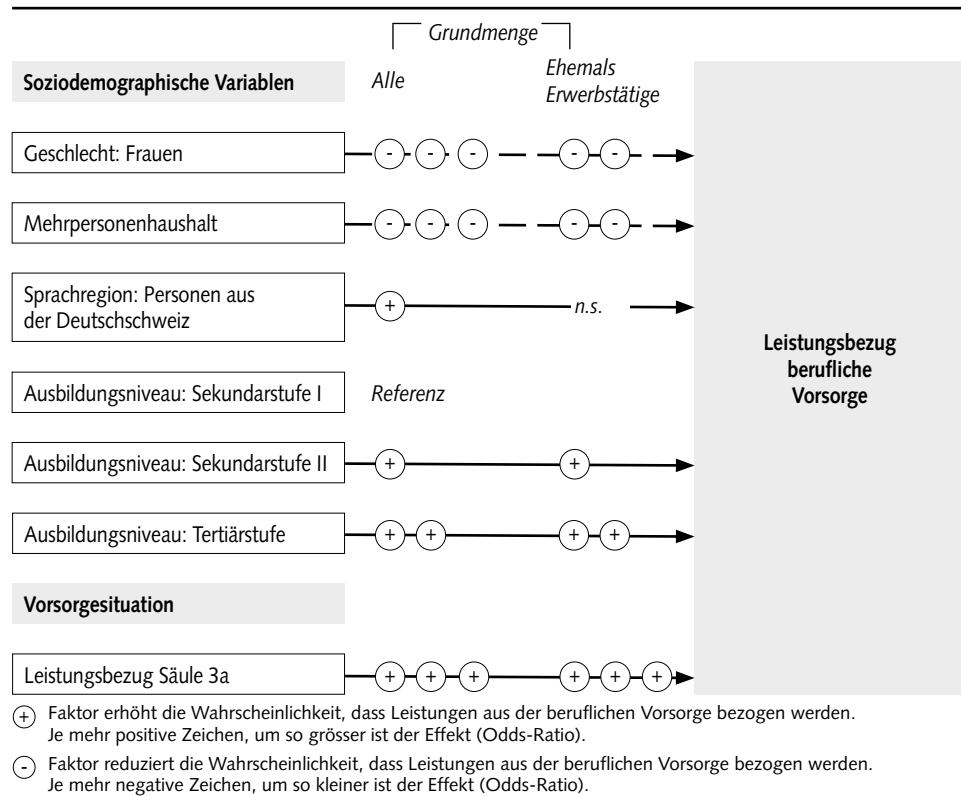 Grundmenge
Soziodemographische Variablen
Alle
Ehemals
Erwerbstätige
Geschlecht: Frauen
- - - - -
Mehrpersonenhaushalt
- - - - -
Sprachregion: Personen aus
der Deutschschweiz
+ n.s.
Ausbildungsniveau: Sekundarstufe I
Referenz
Ausbildungsniveau: Sekundarstufe II
+ +
Ausbildungsniveau: Tertiärstufe
+ + + +
Vorsorgesituation
Leistungsbezug Säule 3a
+ + + + + +
Leistungsbezug
berufliche
Vorsorge
+ Faktor erhöht die Wahrscheinlichkeit, dass Leistungen aus der beruflichen Vorsorge bezogen werden.
Je mehr positive Zeichen, um so grösser ist der Effekt (Odds-Ratio).
- Faktor reduziert die Wahrscheinlichkeit, dass Leistungen aus der beruflichen Vorsorge bezogen werden.
Je mehr negative Zeichen, um so kleiner ist der Effekt (Odds-Ratio).